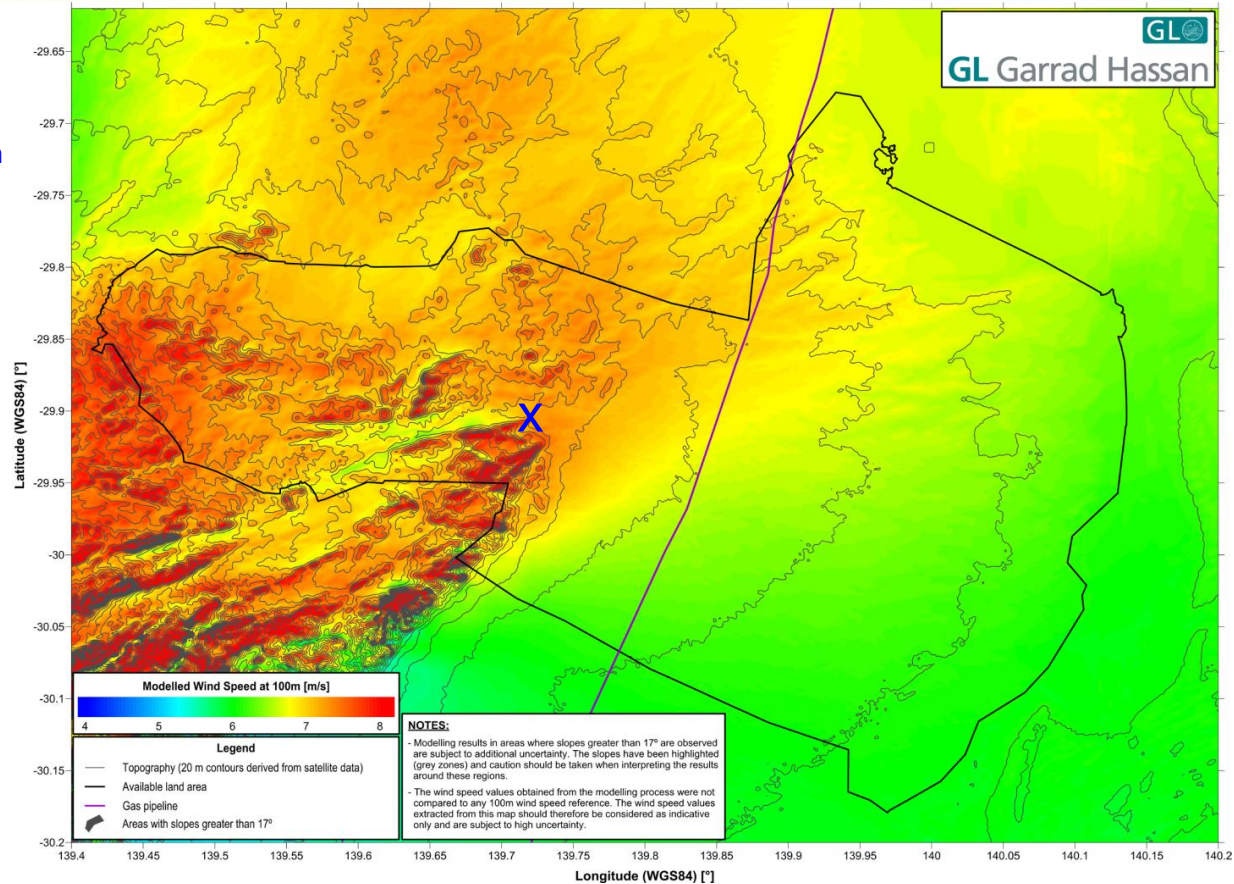 GL
GL Garrad Hassan
-29.65
-29.7
-29.75
-29.8
-29.85
-29.9
-29.95
-30
-30.05
-30.1
-30.15
-30.2
Latitude (WGS84) [°]
X
Modelled Wind Speed at 100m [m/s]
4 5 6 7 8
Legend
Topography (20 m contours derived from satellite data)
Available land area
Gas pipeline
Areas with slopes greater than 17º
NOTES:
- Modelling results in areas where slopes greater than 17º are observed
are subject to additional uncertainty. The slopes have been highlighted
(grey zones) and caution should be taken when interpreting the results
around these regions.
- The wind speed values obtained from the modelling process were not
compared to any 100m wind speed reference. The wind speed values
extracted from this map should therefore be considered as indicative
only and are subject to high uncertainty.
139.4 139.45 139.5 139.55 139.6 139.65 139.7 139.75 139.8 139.85 139.9 139.95 140 140.05 140.1 140.15 140.2
Longitude (WGS84) [°]